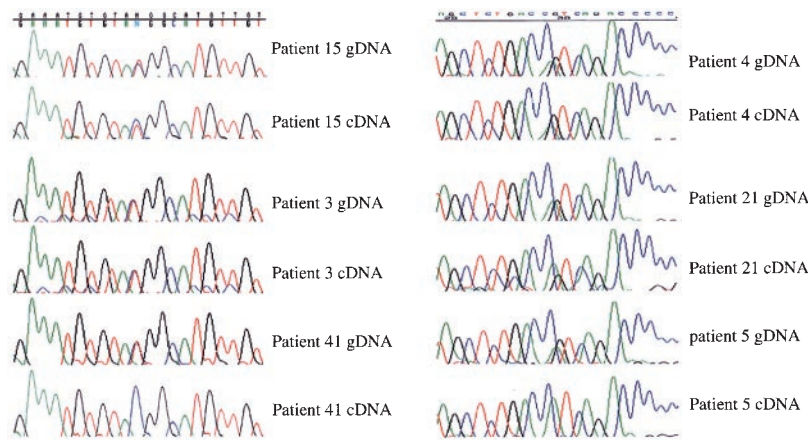 Patient 15 gDNA
Patient 15 cDNA
Patient 3 gDNA
Patient 3 cDNA
Patient 41 gDNA
Patient 41 cDNA
Patient 4 gDNA
Patient 4 cDNA
Patient 21 gDNA
Patient 21 cDNA
patient 5 gDNA
Patient 5 cDNA